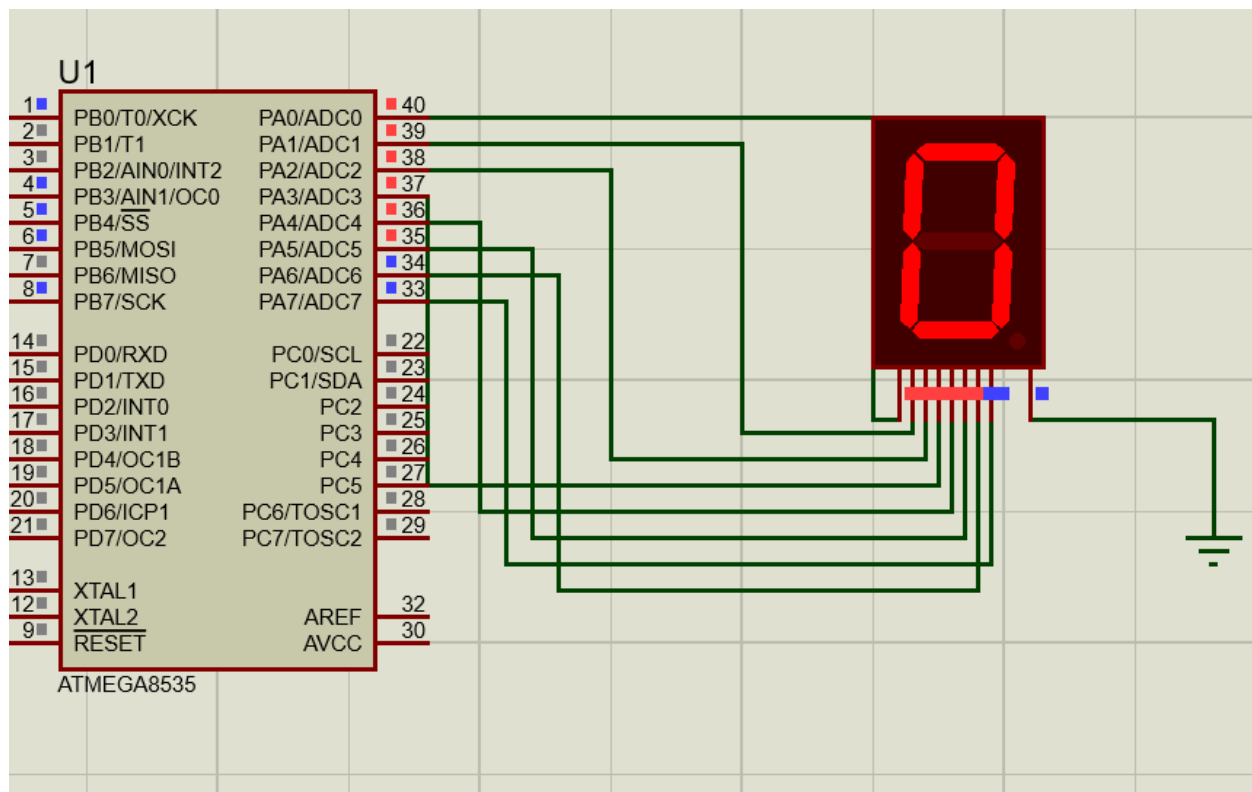 U1
1 PB0/T0/XCK PA0/ADC0 40
2 PB1/T1 PA1/ADC1 39
3 PB2/AIN0/INT2 PA2/ADC2 38
4 PB3/AIN1/OC0 PA3/ADC3 37
5 PB4/SS PA4/ADC4 36
6 PB5/MOSI PA5/ADC5 35
7 PB6/MISO PA6/ADC6 34
8 PB7/SCK PA7/ADC7 33
14 PD0/RXD PC0/SCL 22
15 PD1/TXD PC1/SDA 23
16 PD2/INT0 PC2 24
17 PD3/INT1 PC3 25
18 PD4/OC1B PC4 26
19 PD5/OC1A PC5 27
20 PD6/ICP1 PC6/TOSC1 28
21 PD7/OC2 PC7/TOSC2 29
13 XTAL1
12 XTAL2 AREF 32
9 RESET AVCC 30
ATMEGA8535
0